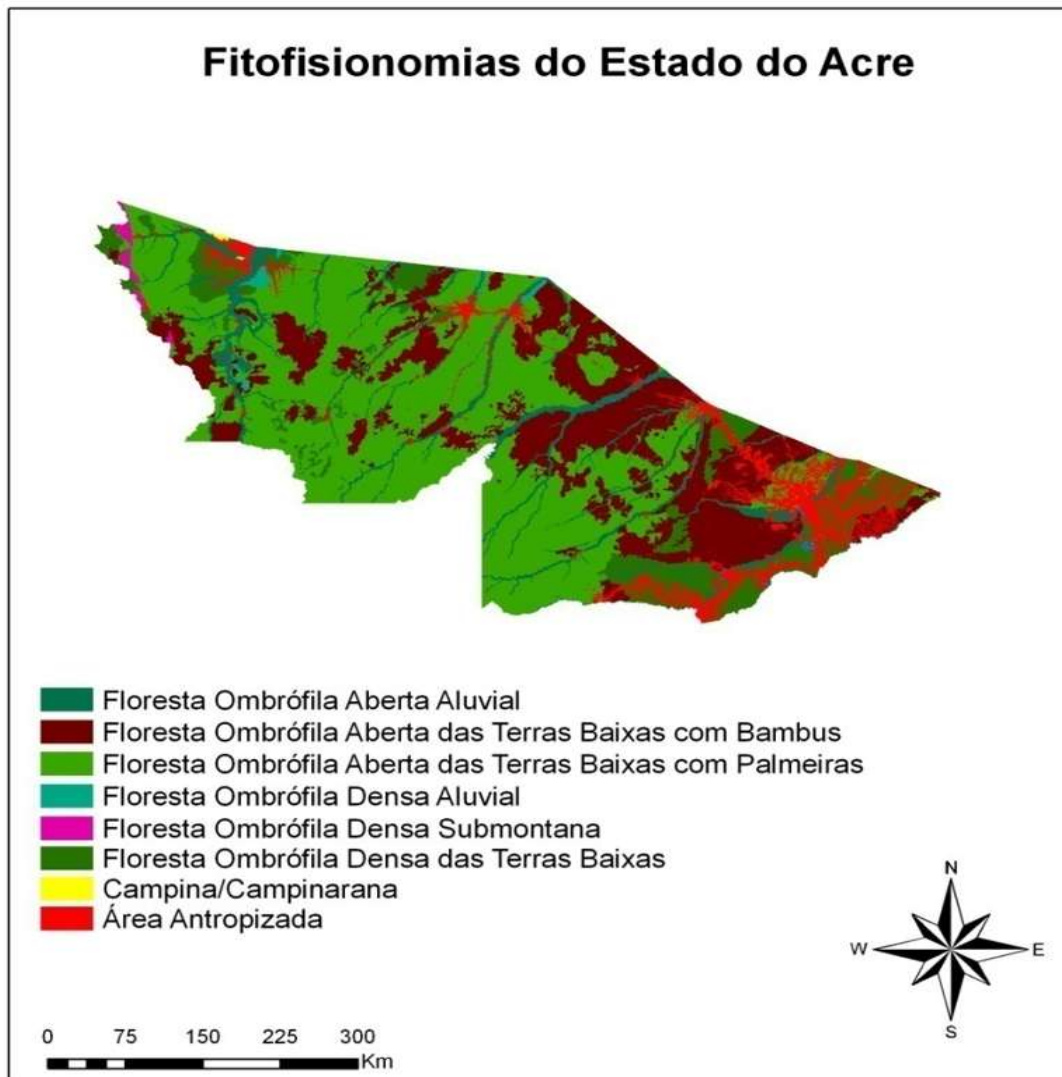 Fitofisionomias do Estado do Acre
Floresta Ombrófila Aberta Aluvial
Floresta Ombrófila Aberta das Terras Baixas com Bambus
Floresta Ombrófila Aberta das Terras Baixas com Palmeiras
Floresta Ombrófila Densa Aluvial
Floresta Ombrófila Densa Submontana
Floresta Ombrófila Densa das Terras Baixas
Campina/Campinarana
Área Antropizada
N
W E
S
0 75 150 225 300
Km